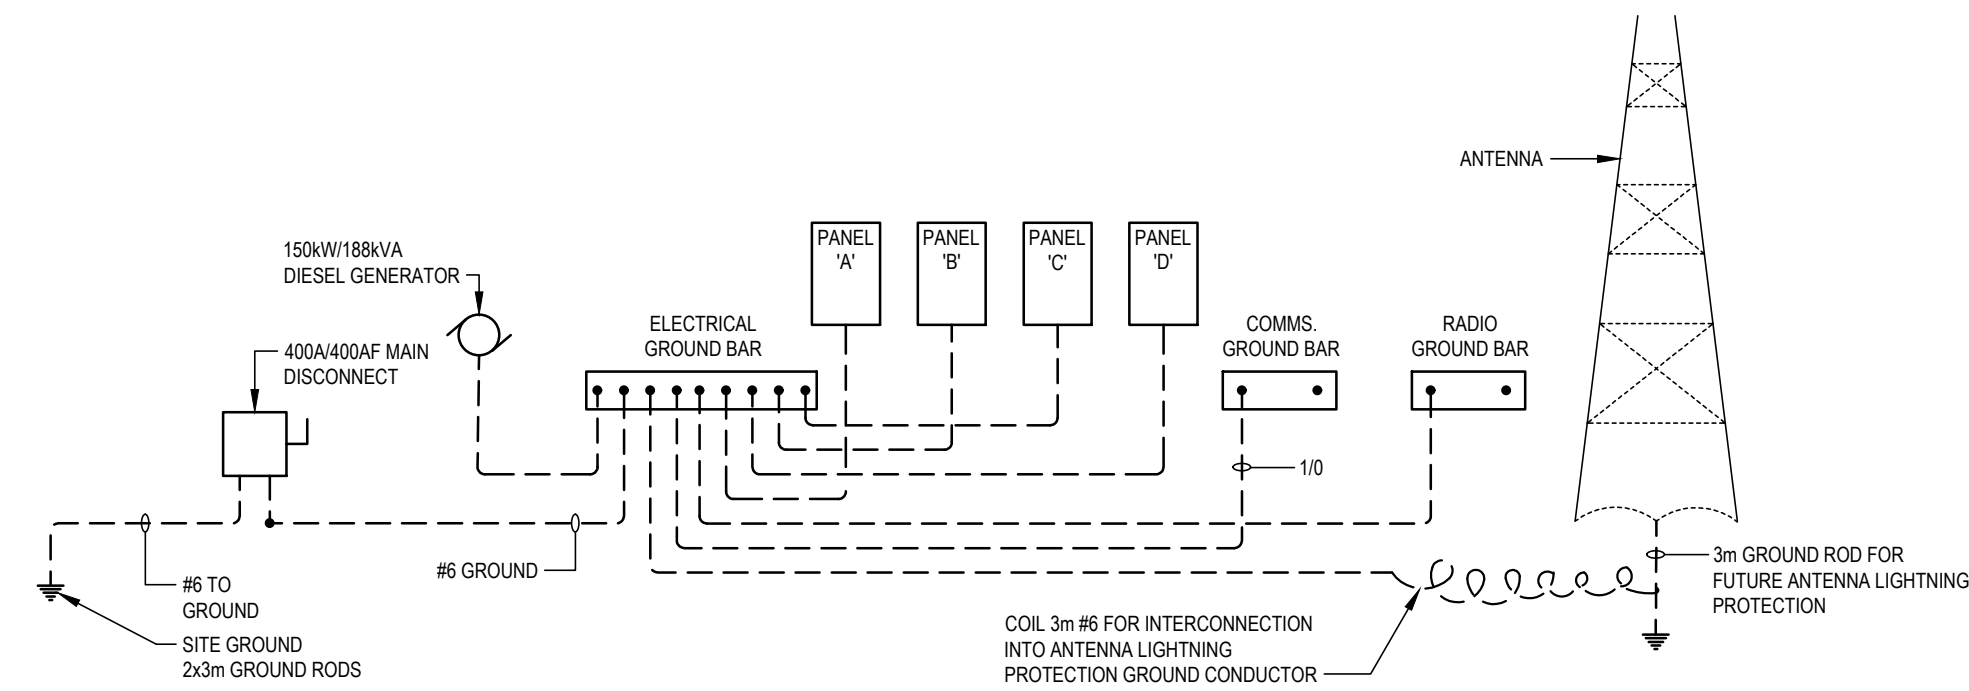 ANTENNA
150kW/188kVA
DIESEL GENERATOR
400A/400AF MAIN
DISCONNECT
ELECTRICAL
GROUND BAR
PANEL
'A'
PANEL
'B'
PANEL
'C'
PANEL
'D'
COMMS.
GROUND BAR
RADIO
GROUND BAR
1/0
#6 GROUND
#6 TO
GROUND
SITE GROUND
2x3m GROUND RODS
COIL 3m #6 FOR INTERCONNECTION
INTO ANTENNA LIGHTNING
PROTECTION GROUND CONDUCTOR
3m GROUND ROD FOR
FUTURE ANTENNA LIGHTNING
PROTECTION